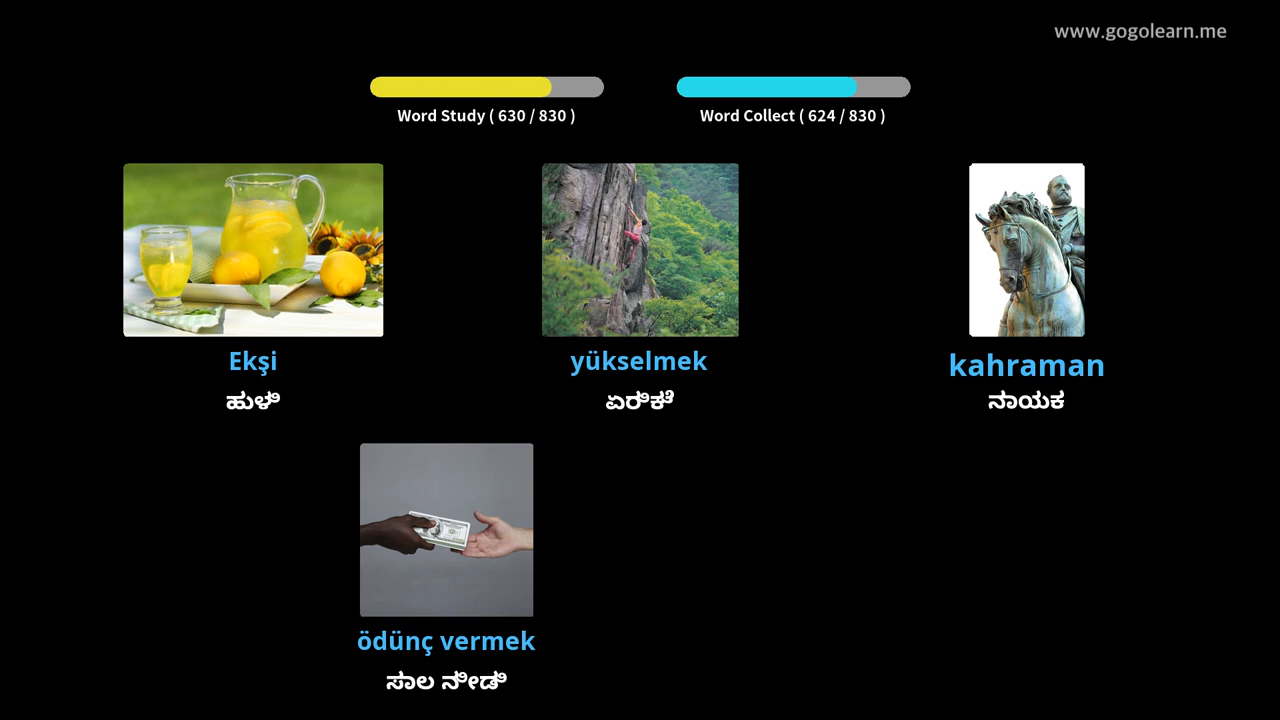 www.gogolearn.me
Word Study ( 630 / 830 )
Word Collect ( 624 / 830 )
Ekşi
yükselmek
kahraman
ಹುಳಿ
ಏರಿಕೆ
ನಾಯಕ
ödünç vermek
ಸಾಲ ನೀಡಿ